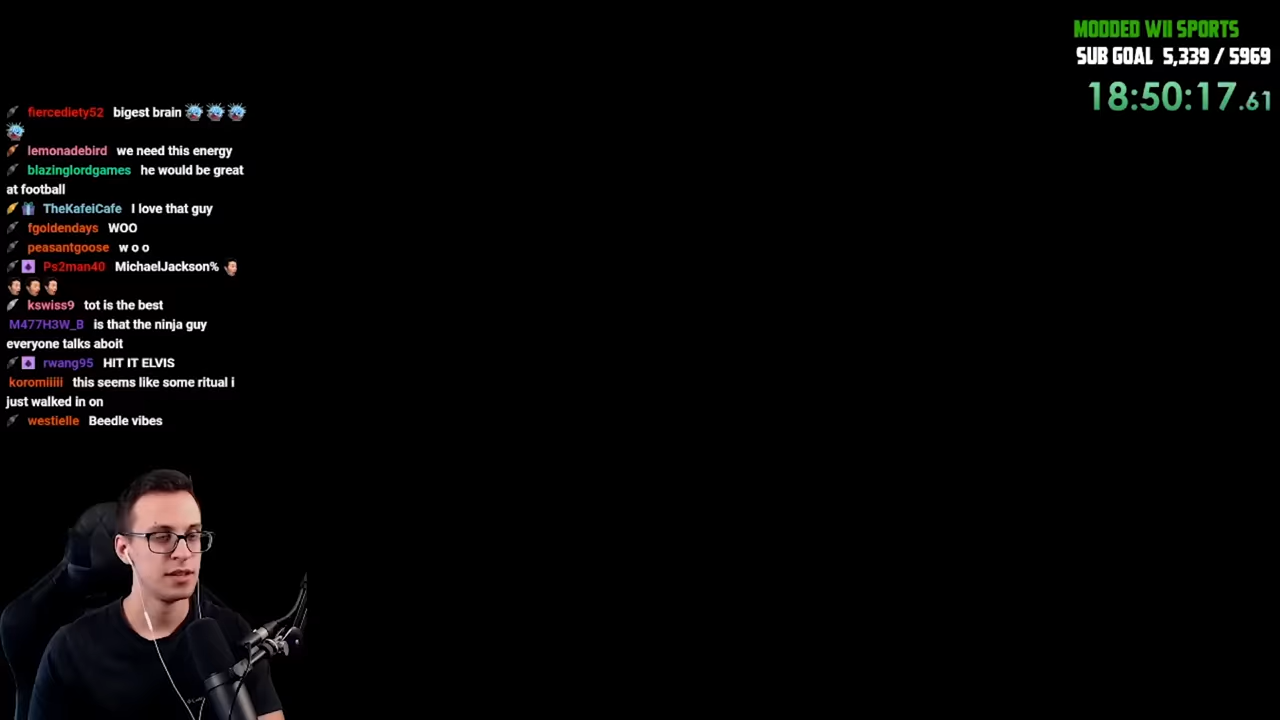 MODDED WII SPORTS
SUB GOAL 5,339 / 5969
18:50:17.61
fiercediety52 bigest brain
lemonadebird we need this energy
blazinglordgames he would be great
at football
TheKafeiCafe I love that guy
fgoldendays WOO
peasantgoose w o o
Ps2man40 MichaelJackson%
kswiss9 tot is the best
M477H3W_B is that the ninja guy
everyone talks aboit
rwang95 HIT IT ELVIS
koromiiiii this seems like some ritual i
just walked in on
westielle Beedle vibes